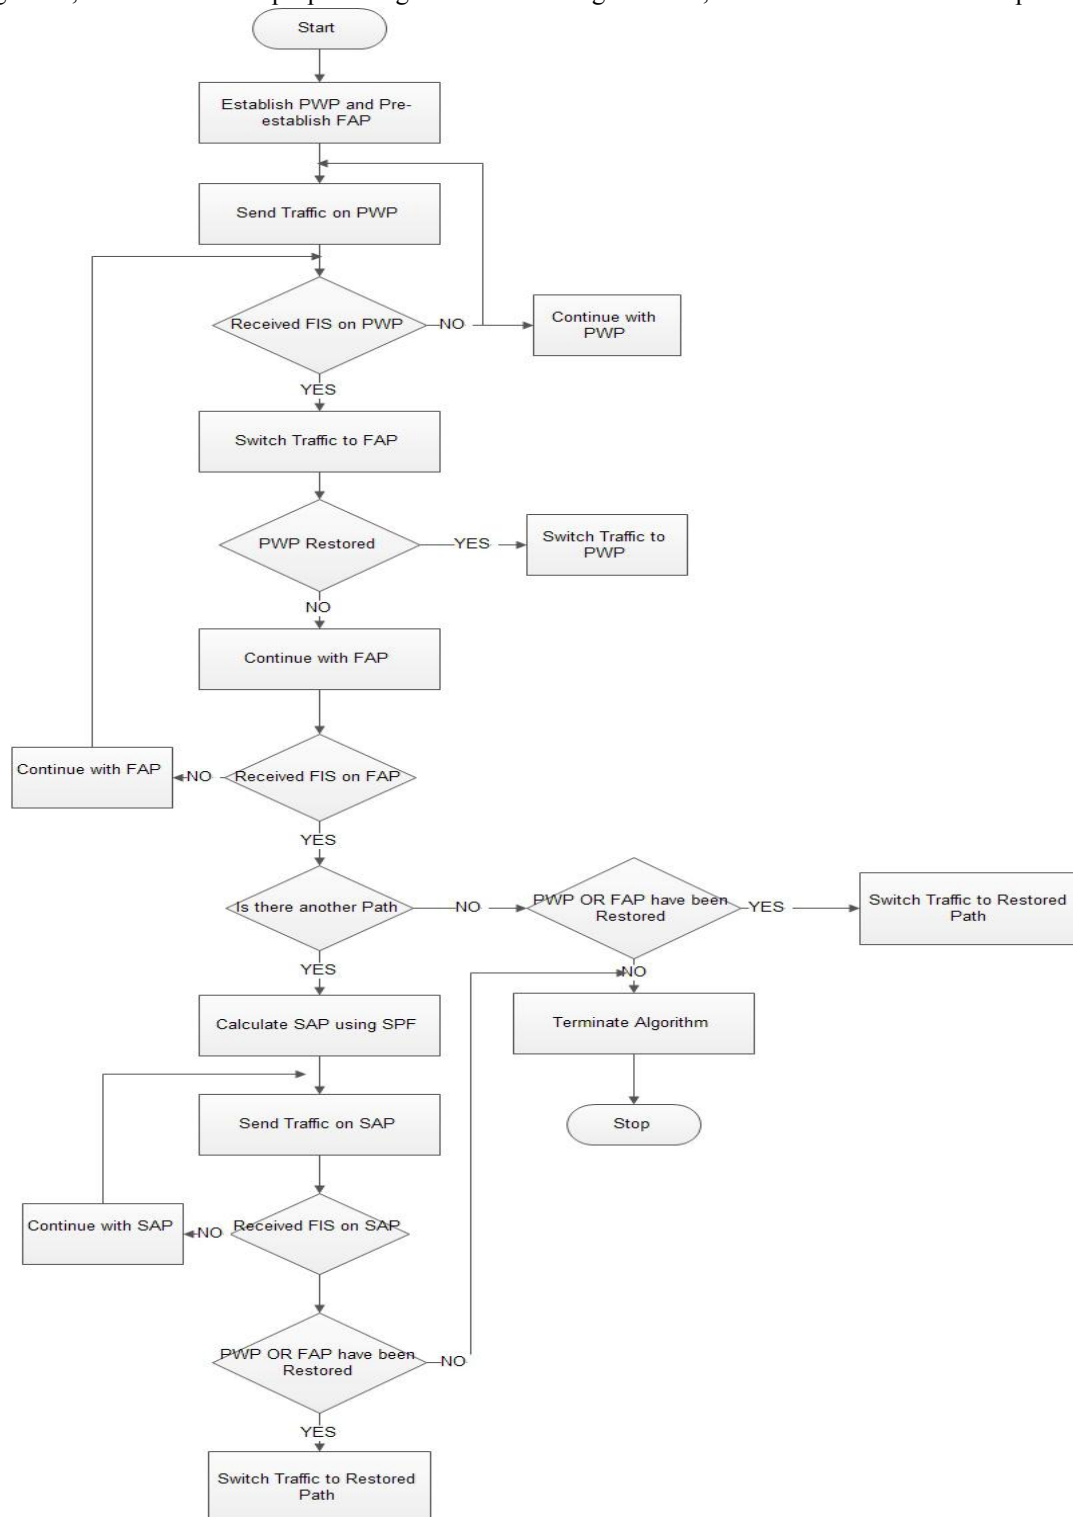 Start
Establish PWP and Pre-
establish FAP
Send Traffic on PWP
Received FIS on PWP
NO
Continue with
PWP
YES
Switch Traffic to FAP
PWP Restored
YES
Switch Traffic to
PWP
NO
Continue with FAP
Received FIS on FAP
NO
Continue with FAP
YES
Is there another Path
NO
PWP OR FAP have been
Restored
YES
Switch Traffic to Restored
Path
NO
Terminate Algorithm
Stop
YES
Calculate SAP using SPF
Send Traffic on SAP
Received FIS on SAP
NO
Continue with SAP
PWP OR FAP have been
Restored
NO
YES
Switch Traffic to Restored
Path